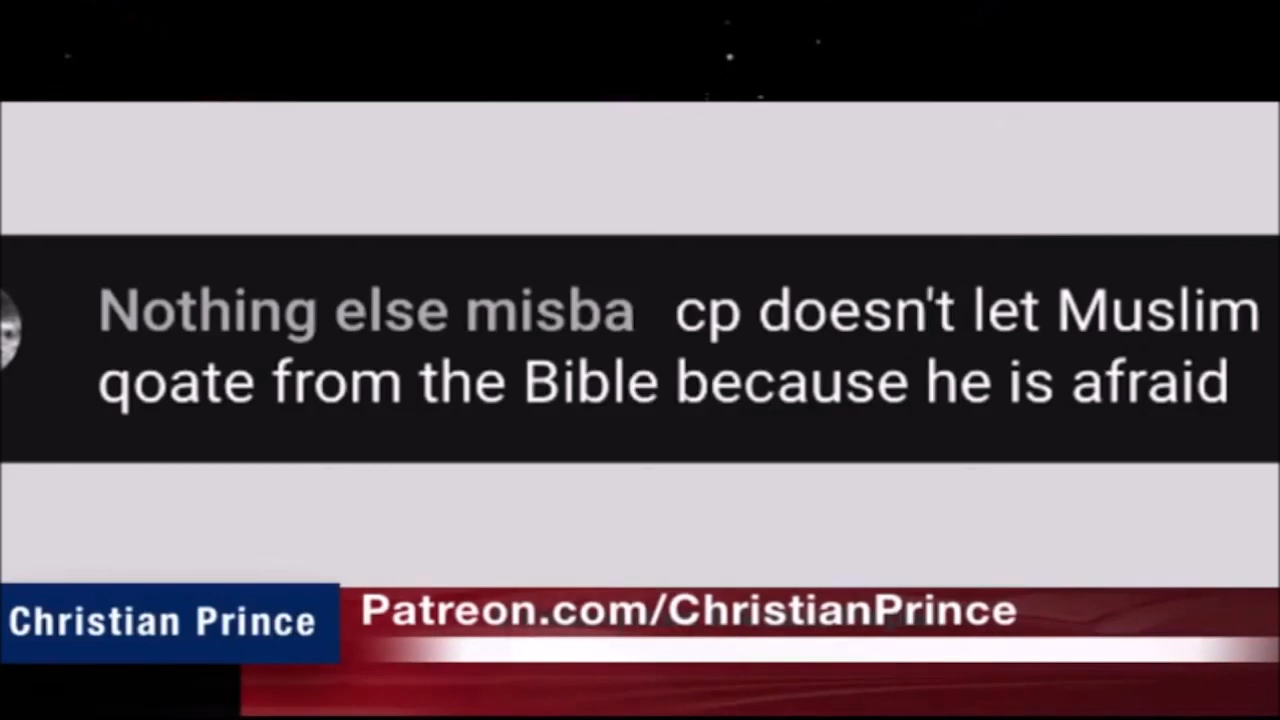 Nothing else misba cp doesn't let Muslim
qoate from the Bible because he is afraid
Christian Prince
Patreon.com/ChristianPrince